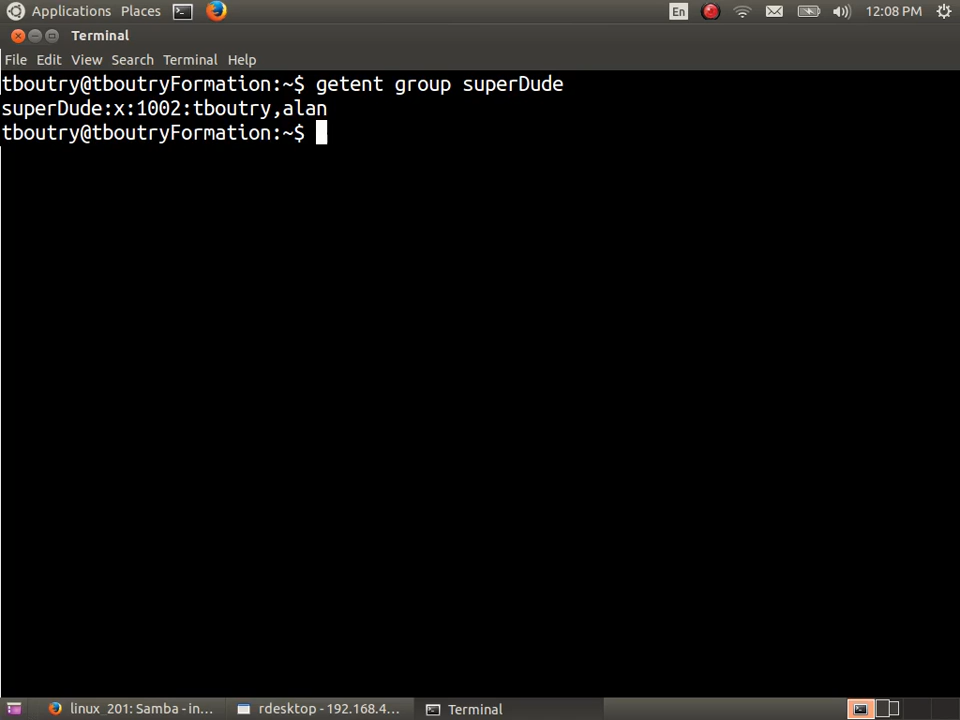 Applications Places En 12:08 PM
Terminal
File Edit View Search Terminal Help
tboutry@tboutryFormation:~$ getent group superDude
superDude:x:1002:tboutry,alan
tboutry@tboutryFormation:~$
linux_201: Samba - in... rdesktop - 192.168.4... Terminal